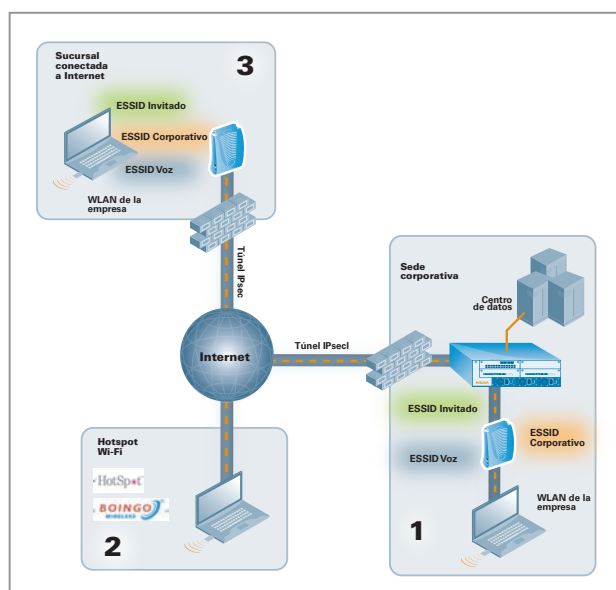 Sucursal
conectada
a Internet
3
ESSID Invitado
ESSID Corporativo
ESSID Voz
WLAN de la
empresa
Túnel IPsec
Internet
Túnel IPsecl
Sede
corporativa
Centro
de datos
ESSID Invitado
ESSID
Corporativo
ESSID Voz
WLAN de la
empresa
1
Hotspot
Wi-Fi
HotSpot
BOINGO
WIRELESS
2